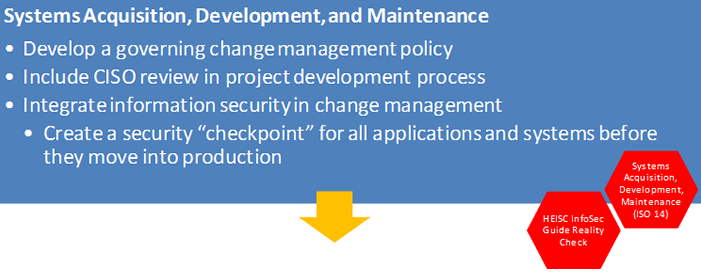 Systems Acquisition, Development, and Maintenance
• Develop a governing change management policy
• Include CISO review in project development process
• Integrate information security in change management
• Create a security “checkpoint” for all applications and systems before
they move into production
Systems
Acquisition,
Development,
Maintenance
(ISO 14)
HEISC InfoSec
Guide Reality
Check